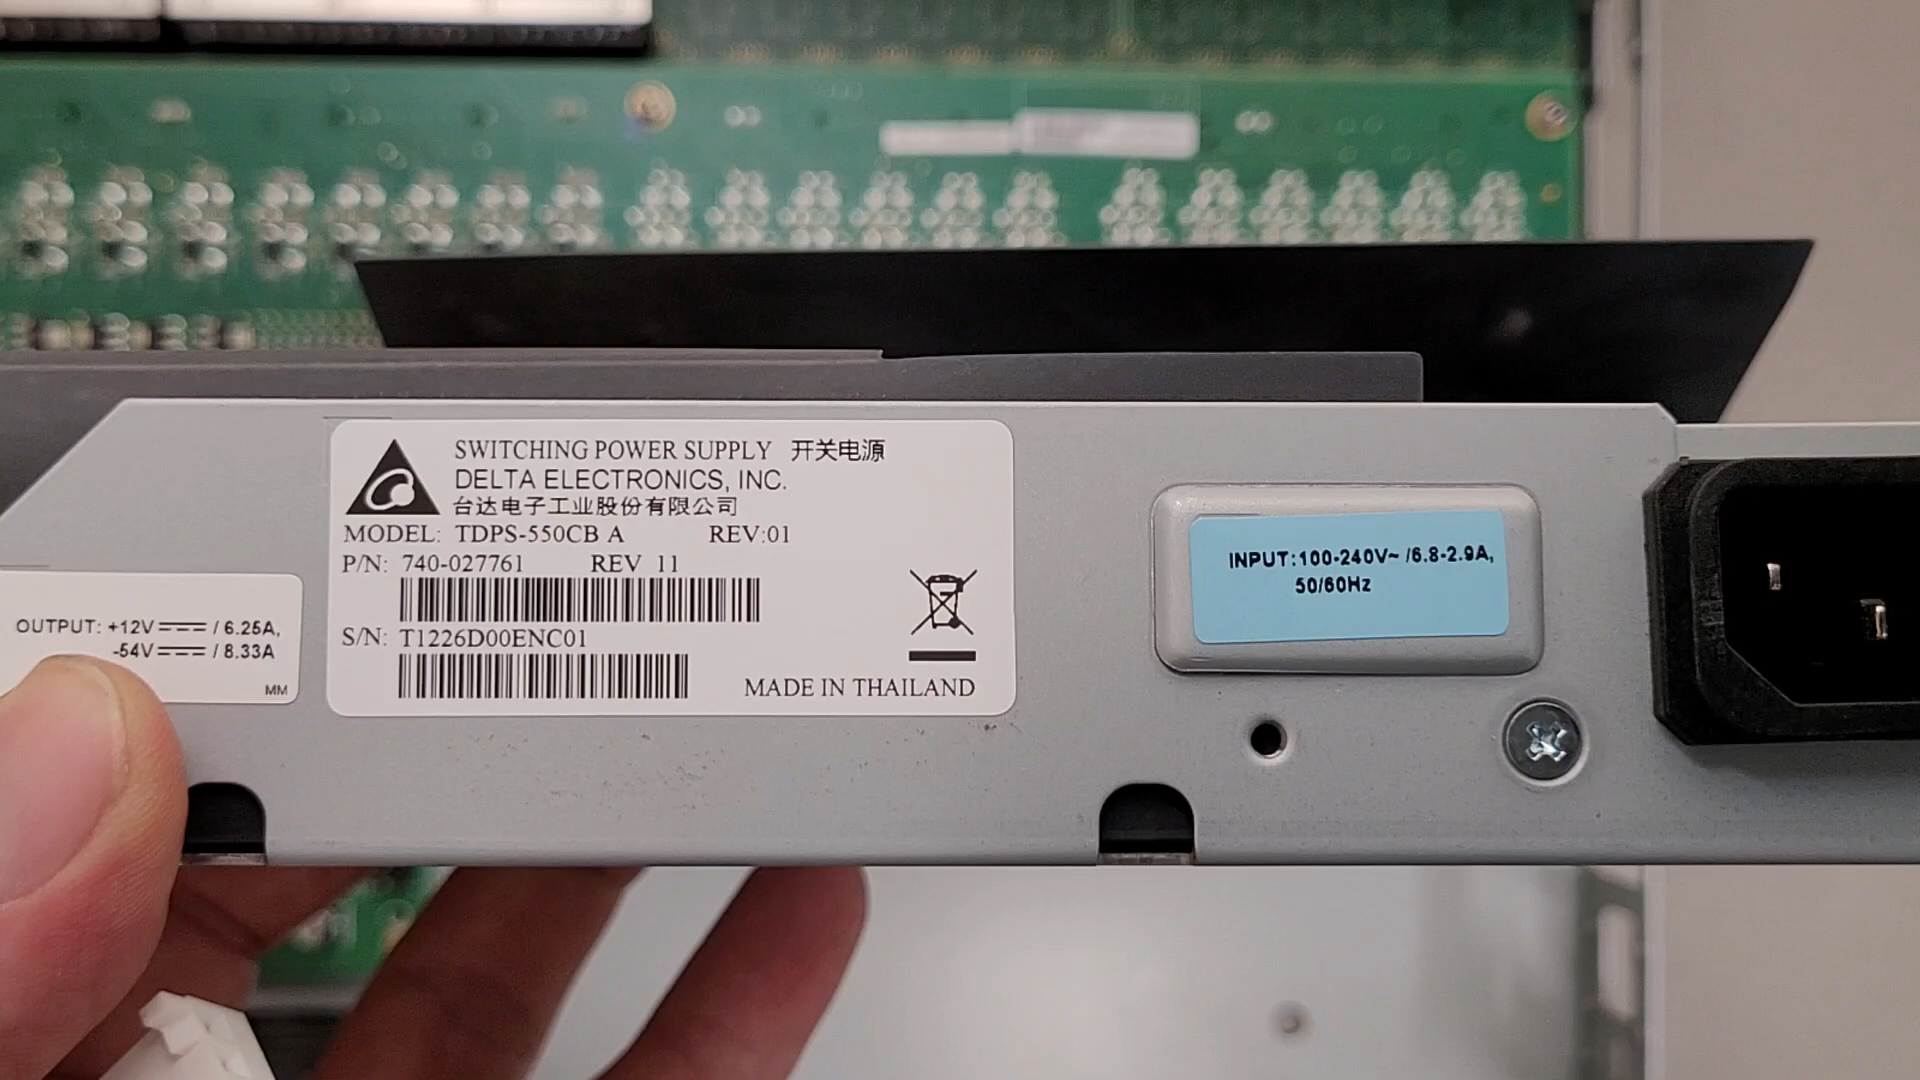 SWITCHING POWER SUPPLY 开关电源
DELTA ELECTRONICS, INC.
台达电子工业股份有限公司
MODEL: TDPS-550CB A REV:01
P/N: 740-027761 REV 11
S/N: T1226D00ENC01
MADE IN THAILAND
OUTPUT: +12V⎓ / 6.25A,
-54V⎓ / 8.33A
MM
INPUT:100-240V~ /6.8-2.9A,
50/60Hz